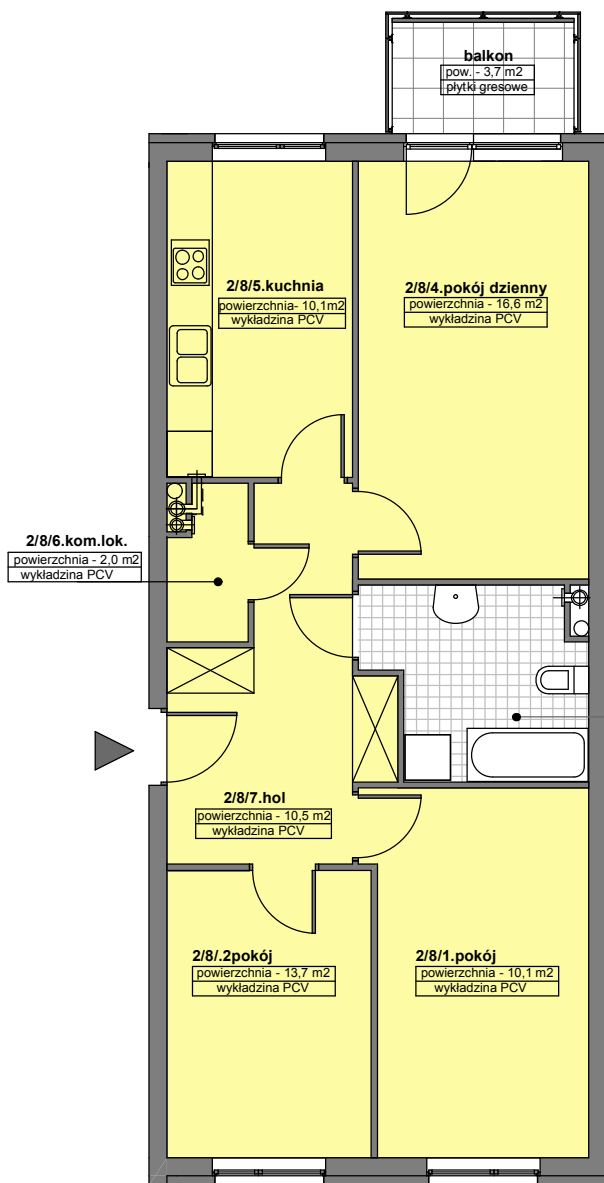 balkon
pow. - 3,7 m2
płytki gresowe
2/8/5.kuchnia
powierzchnia- 10,1m2
wykładzina PCV
2/8/4.pokój dzienny
powierzchnia - 16,6 m2
wykładzina PCV
2/8/6.kom.lok.
powierzchnia - 2,0 m2
wykładzina PCV
2/8/7.hol
powierzchnia - 10,5 m2
wykładzina PCV
2/8/.2pokój
powierzchnia - 13,7 m2
wykładzina PCV
2/8/1.pokój
powierzchnia - 10,1 m2
wykładzina PCV